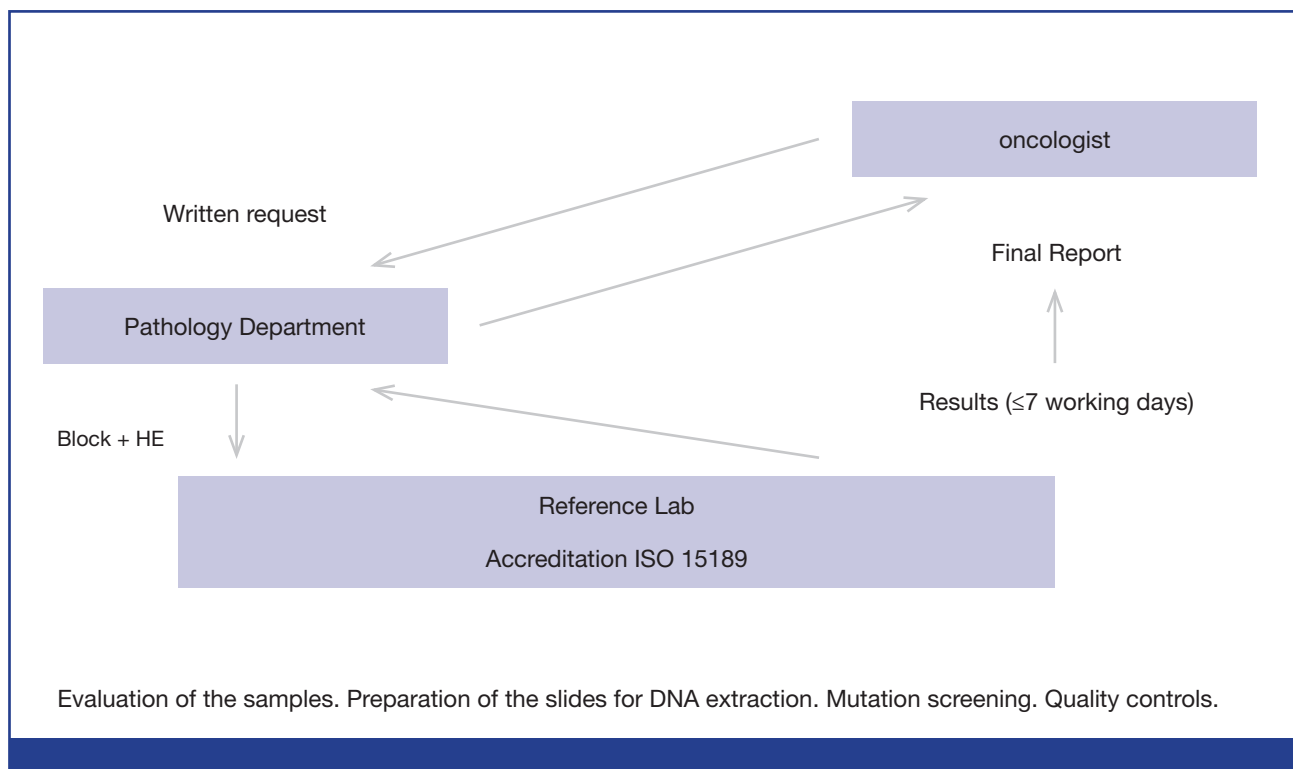 oncologist
Written request
Final Report
Pathology Department
Results (≤7 working days)
Block + HE
Reference Lab
Accreditation ISO 15189
Evaluation of the samples. Preparation of the slides for DNA extraction. Mutation screening. Quality controls.